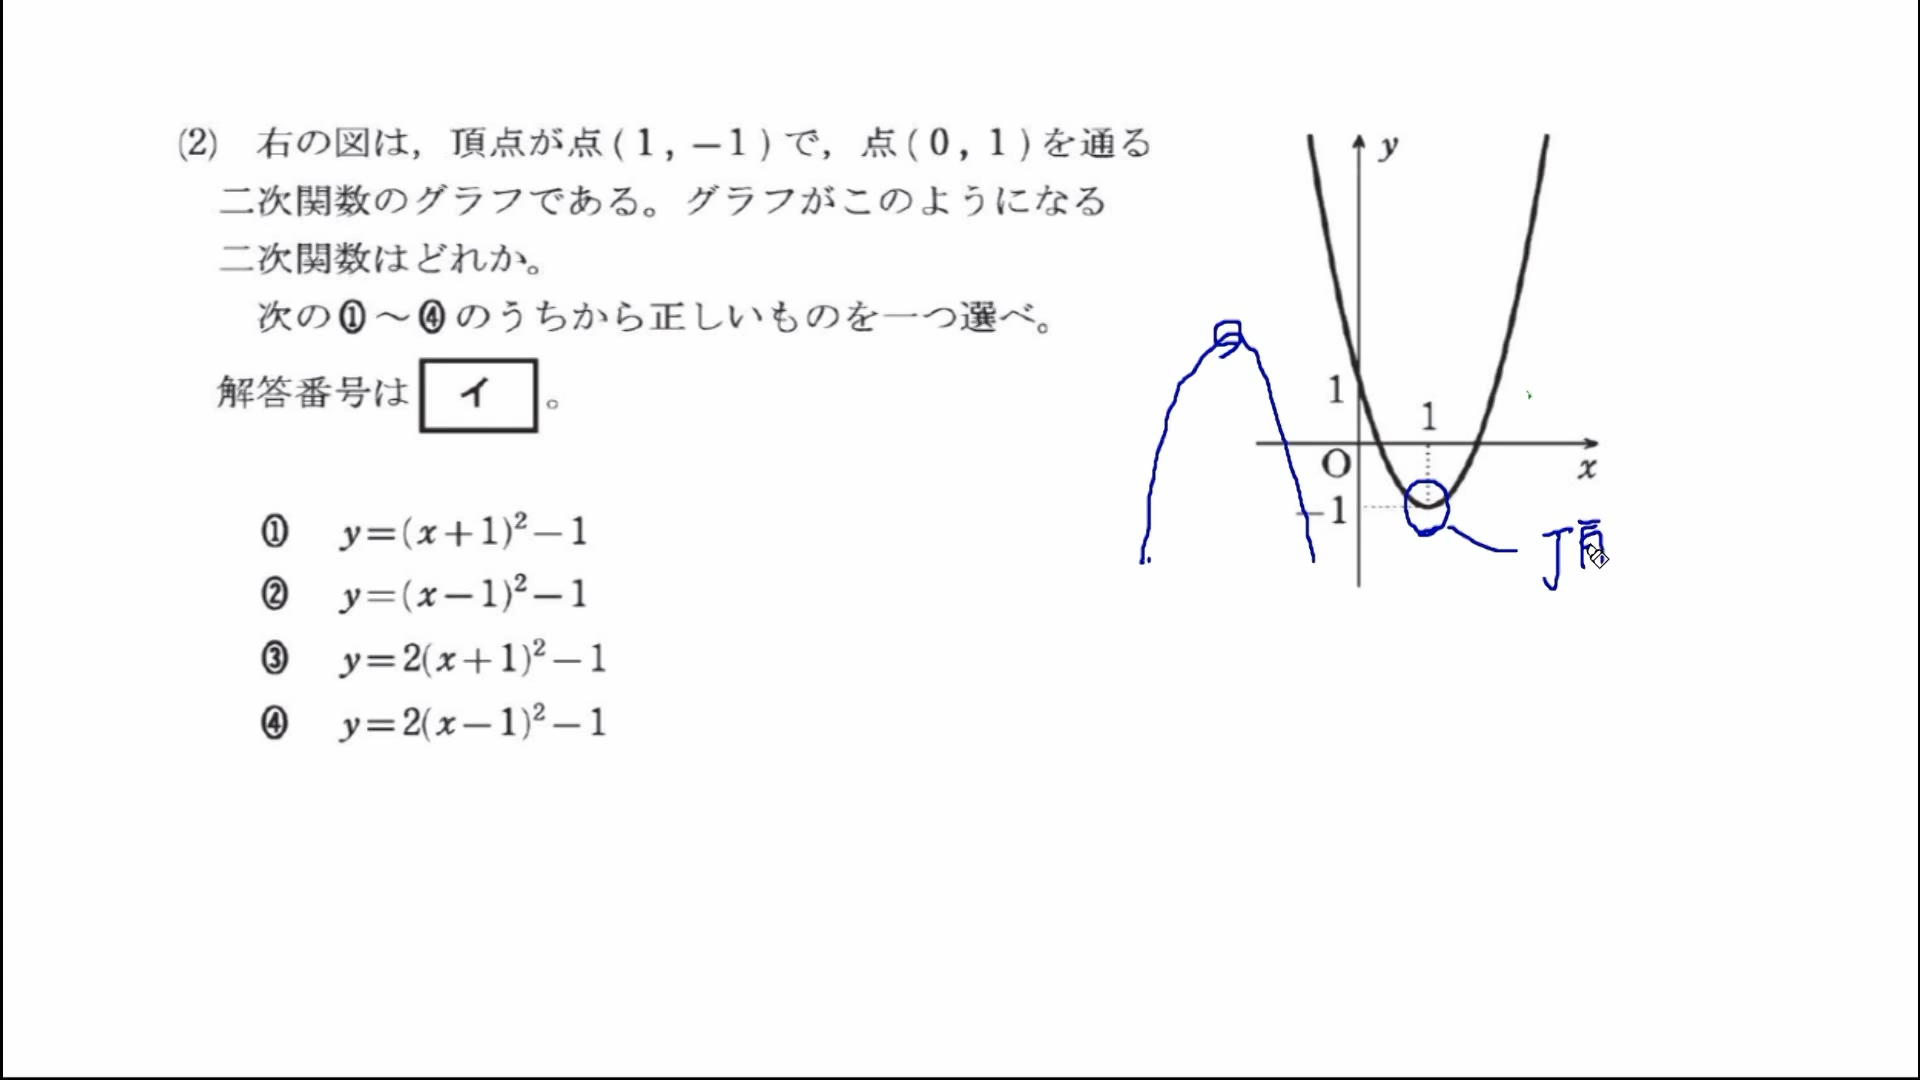 (2) 右の図は，頂点が点(1，−1)で，点(0，1)を通る
二次関数のグラフである。グラフがこのようになる
二次関数はどれか。
次の①～④のうちから正しいものを一つ選べ。
解答番号は イ 。
① y=(x+1)²−1
② y=(x−1)²−1
③ y=2(x+1)²−1
④ y=2(x−1)²−1
y
1
1
O
x
−1